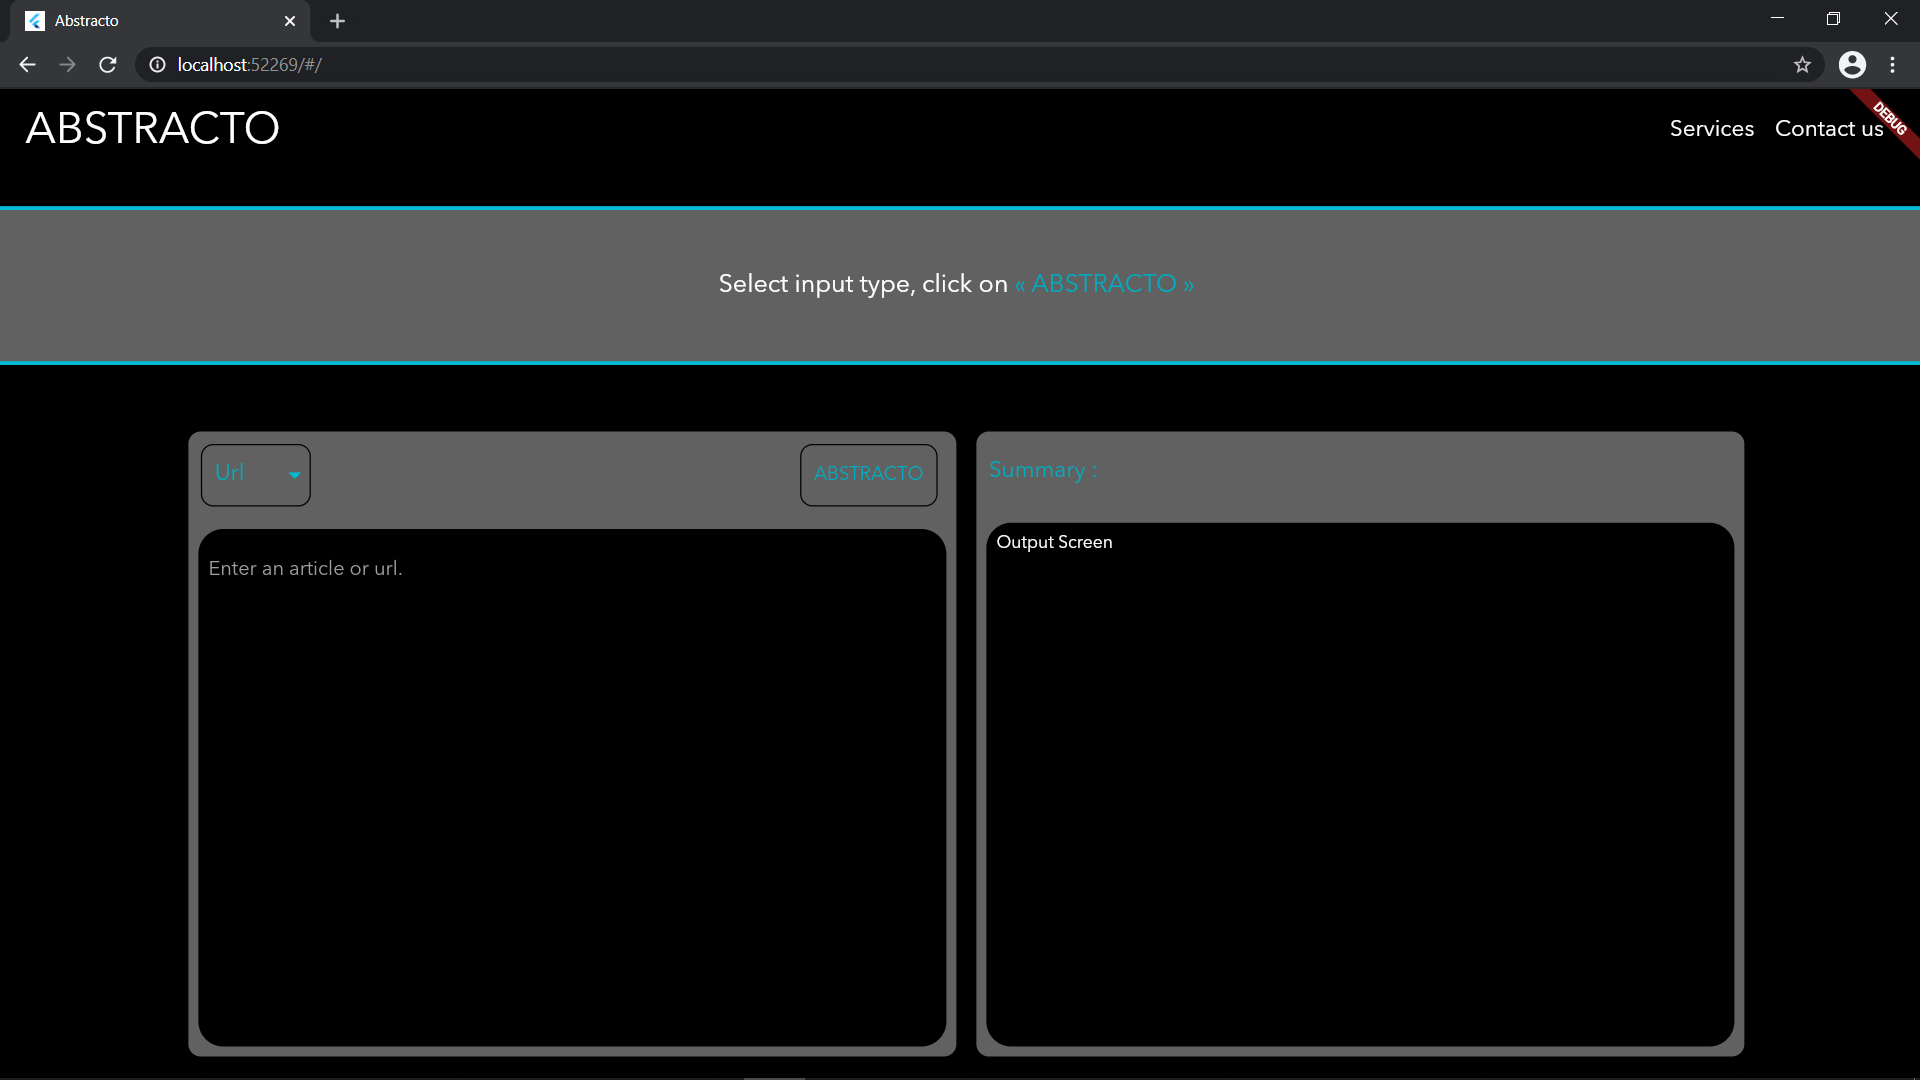 Abstracto
localhost:52269/#/
ABSTRACTO
Services
Contact us
DEBUG
Select input type, click on « ABSTRACTO »
Url
ABSTRACTO
Summary :
Enter an article or url.
Output Screen